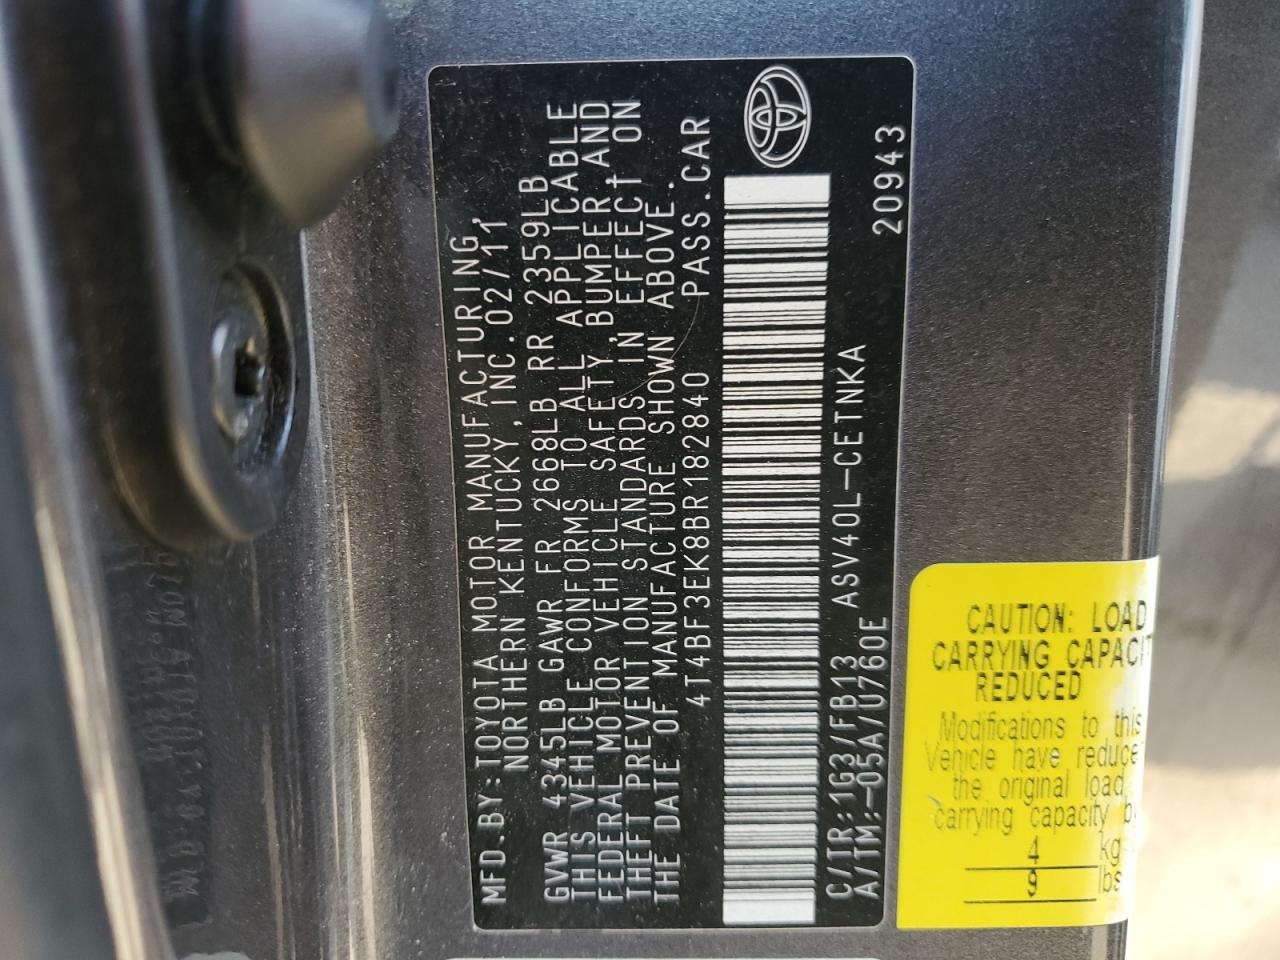 MFD.BY:TOYOTA MOTOR MANUFACTURING,
NORTHERN KENTUCKY,INC.02/11
GVWR 4345LB GAWR FR 2668LB RR 2359LB
THIS VEHICLE CONFORMS TO ALL APPLICABLE
FEDERAL MOTOR VEHICLE SAFETY,BUMPER,AND
THEFT PREVENTION STANDARDS IN EFFECT ON
THE DATE OF MANUFACTURE SHOWN ABOVE.
4T4BF3EK8BR182840 PASS.CAR
C/TR:1G3/FB13 ASV40L-CETNKA
A/TM:-05A/U760E
20943
CAUTION: LOAD
CARRYING CAPACIT
REDUCED
Modifications to this
Vehicle have reduce
the original load
carrying capacity b
4 kg
9 lbs